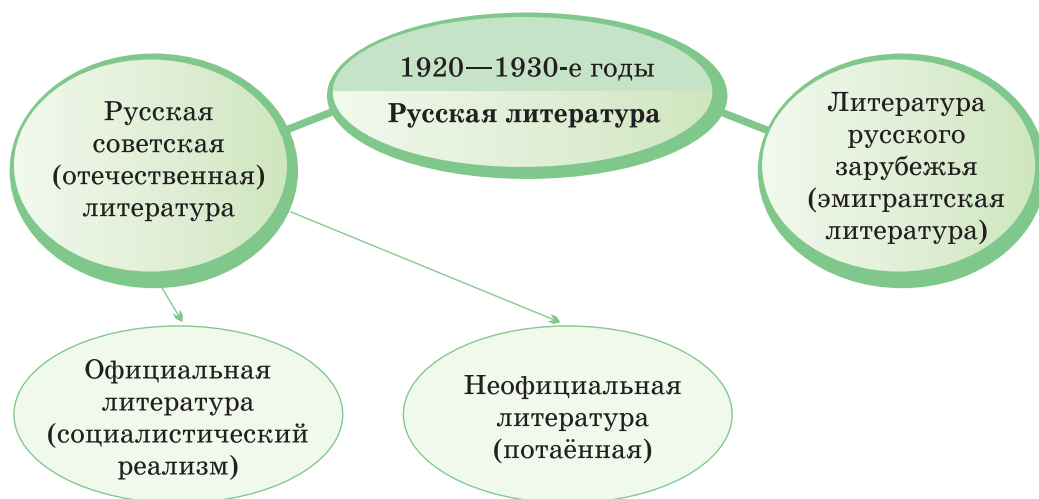 1920—1930-е годы
Русская литература
Русская
советская
(отечественная)
литература
Литература
русского
зарубежья
(эмигрантская
литература)
Официальная
литература
(социалистический
реализм)
Неофициальная
литература
(потаённая)